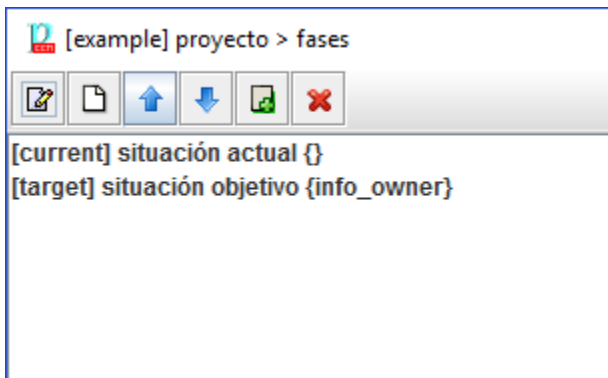 [example] proyecto > fases
[current] situación actual {}
[target] situación objetivo {info_owner}